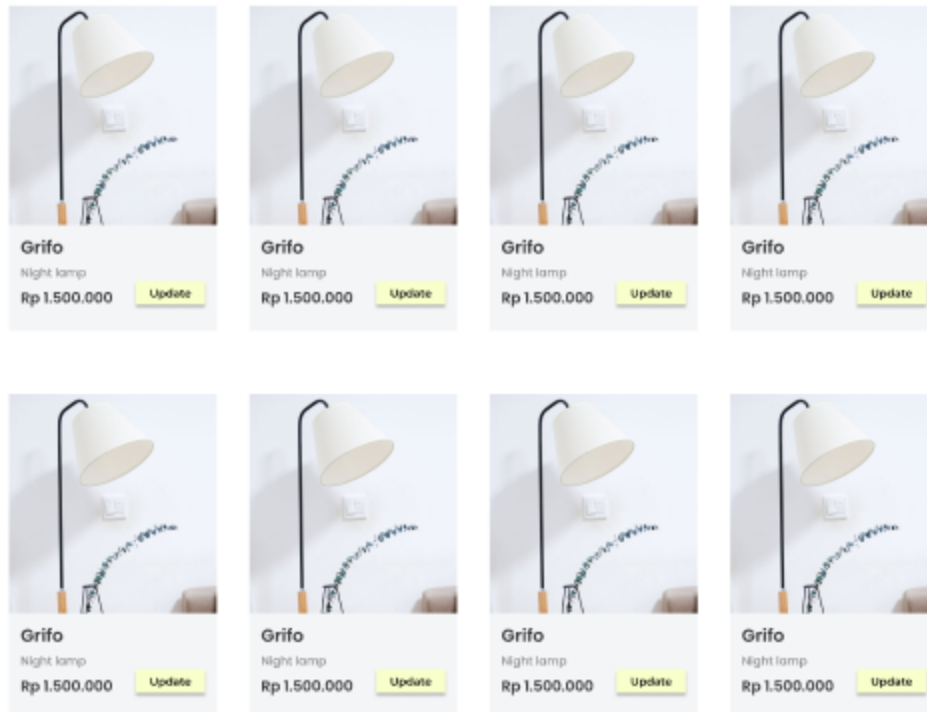 Grifo
Night lamp
Rp 1.500.000
Update
Grifo
Night lamp
Rp 1.500.000
Update
Grifo
Night lamp
Rp 1.500.000
Update
Grifo
Night lamp
Rp 1.500.000
Update
Grifo
Night lamp
Rp 1.500.000
Update
Grifo
Night lamp
Rp 1.500.000
Update
Grifo
Night lamp
Rp 1.500.000
Update
Grifo
Night lamp
Rp 1.500.000
Update